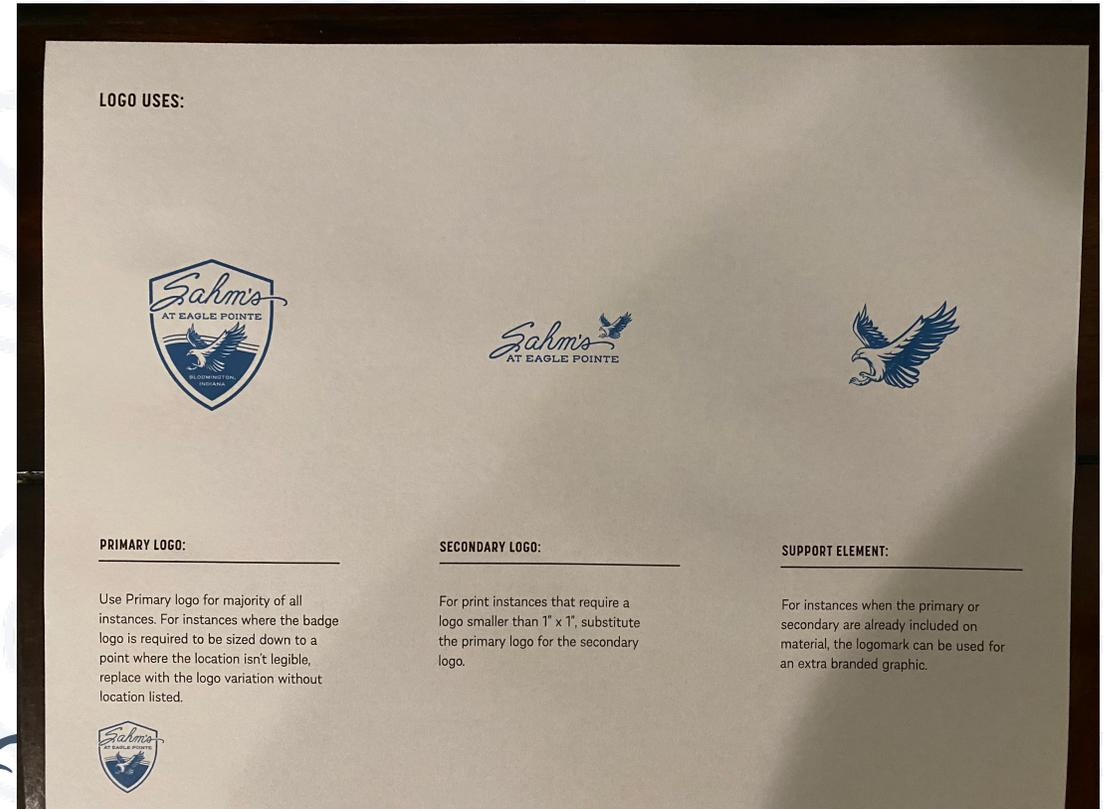 LOGO USES:
Sahm's
AT EAGLE POINTE
BLOOMINGTON,
INDIANA
Sahm's
AT EAGLE POINTE
PRIMARY LOGO:
Use Primary logo for majority of all
instances. For instances where the badge
logo is required to be sized down to a
point where the location isn't legible,
replace with the logo variation without
location listed.
Sahm's
AT EAGLE POINTE
SECONDARY LOGO:
For print instances that require a
logo smaller than 1" x 1", substitute
the primary logo for the secondary
logo.
SUPPORT ELEMENT:
For instances when the primary or
secondary are already included on
material, the logomark can be used for
an extra branded graphic.